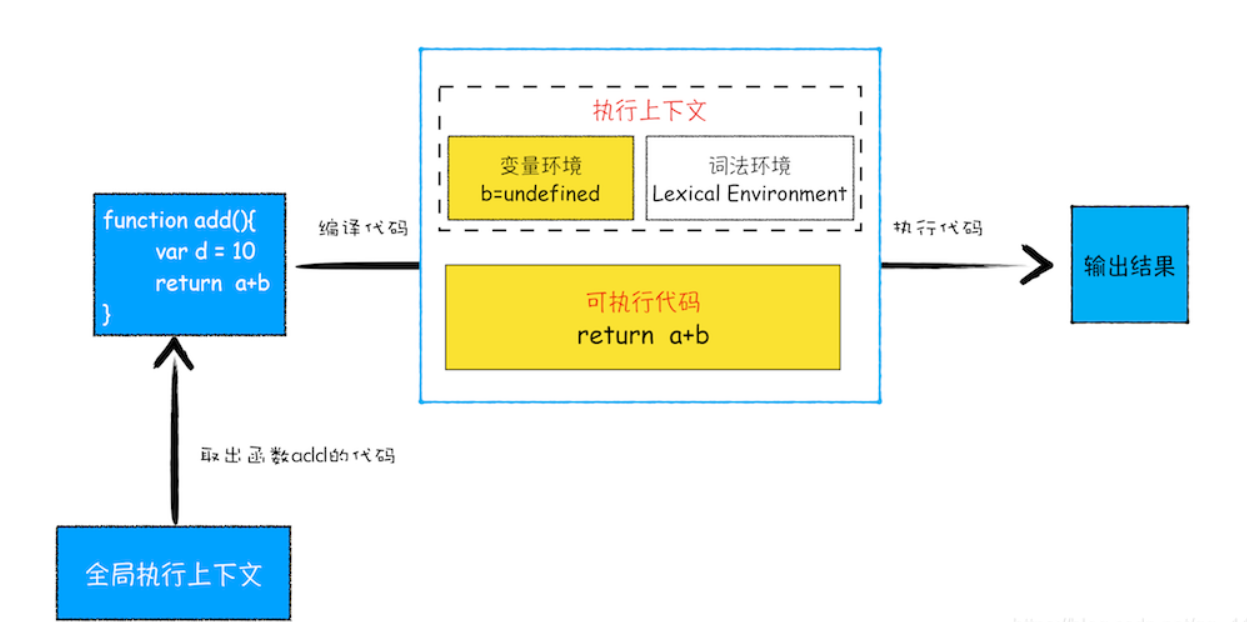 执行上下文
变量环境
b=undefined
词法环境
Lexical Environment
function add(){
var d = 10
return a+b
}
编译代码
执行代码
输出结果
可执行代码
return a+b
取出函数add的代码
全局执行上下文